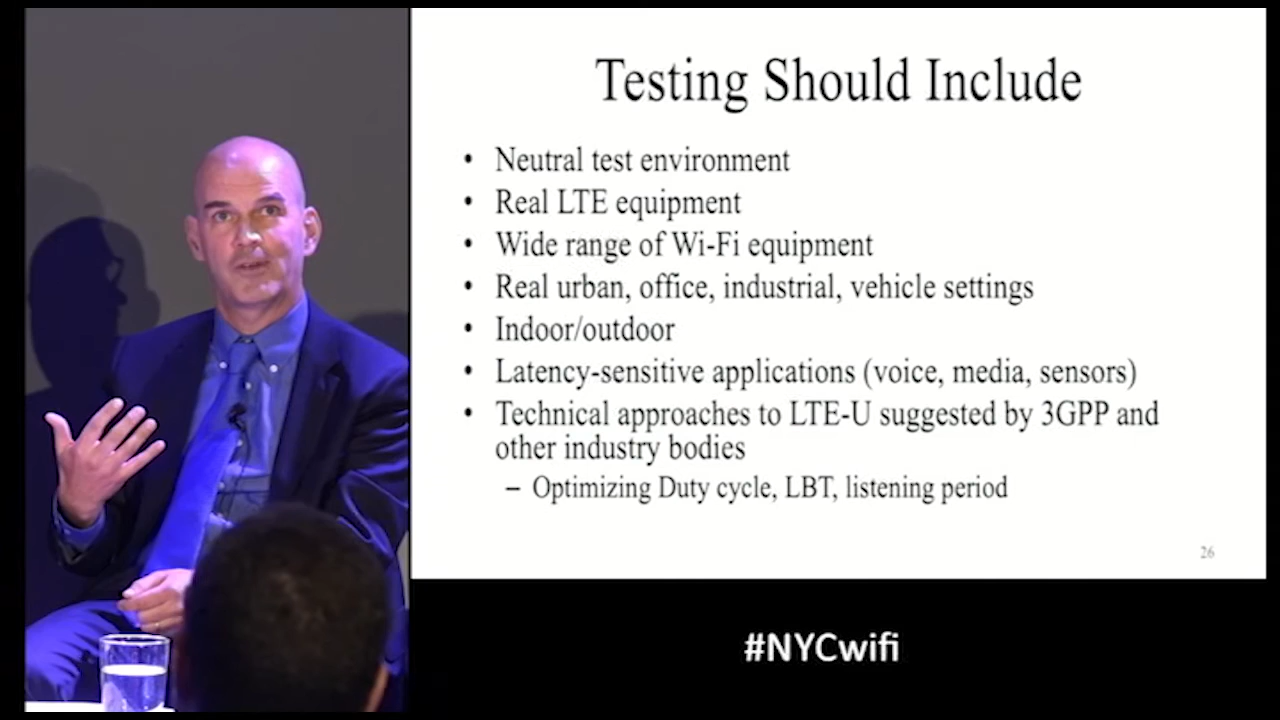 Testing Should Include
• Neutral test environment
• Real LTE equipment
• Wide range of Wi-Fi equipment
• Real urban, office, industrial, vehicle settings
• Indoor/outdoor
• Latency-sensitive applications (voice, media, sensors)
• Technical approaches to LTE-U suggested by 3GPP and
other industry bodies
– Optimizing Duty cycle, LBT, listening period
26
#NYCwifi